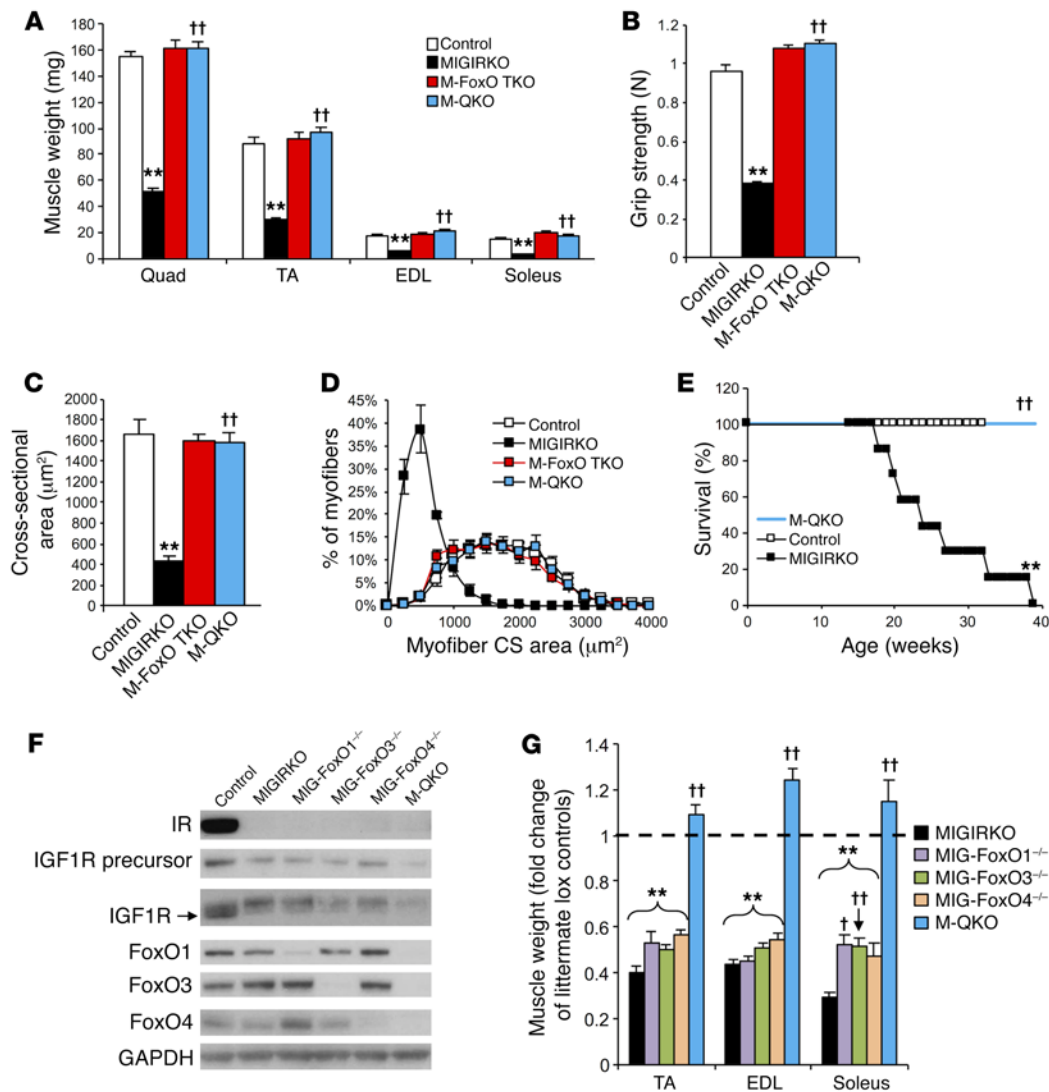 A
Muscle weight (mg)
180
160
140
120
100
80
60
40
20
0
Control
MIGIRKO
M-FoxO TKO
M-QKO
**
††
**
††
**
††
**
††
Quad
TA
EDL
Soleus
B
Grip strength (N)
1.2
1
0.8
0.6
0.4
0.2
0
**
††
Control
MIGIRKO
M-FoxO TKO
M-QKO
C
Cross-sectional
area (μm²)
2000
1800
1600
1400
1200
1000
800
600
400
200
0
**
††
Control
MIGIRKO
M-FoxO TKO
M-QKO
D
% of myofibers
50%
45%
40%
35%
30%
25%
20%
15%
10%
5%
0%
Control
MIGIRKO
M-FoxO TKO
M-QKO
0
1000
2000
3000
4000
Myofiber CS area (μm²)
E
Survival (%)
120
100
80
60
40
20
0
††
M-QKO
Control
MIGIRKO
**
0
10
20
30
40
Age (weeks)
F
Control
MIGIRKO
MIG-FoxO1⁻/⁻
MIG-FoxO3⁻/⁻
MIG-FoxO4⁻/⁻
M-QKO
IR
IGF1R precursor
IGF1R
FoxO1
FoxO3
FoxO4
GAPDH
G
Muscle weight (fold change
of littermate lox controls)
1.4
1.2
1
0.8
0.6
0.4
0.2
0
**
††
**
††
**
†
††
††
MIGIRKO
MIG-FoxO1⁻/⁻
MIG-FoxO3⁻/⁻
MIG-FoxO4⁻/⁻
M-QKO
TA
EDL
Soleus